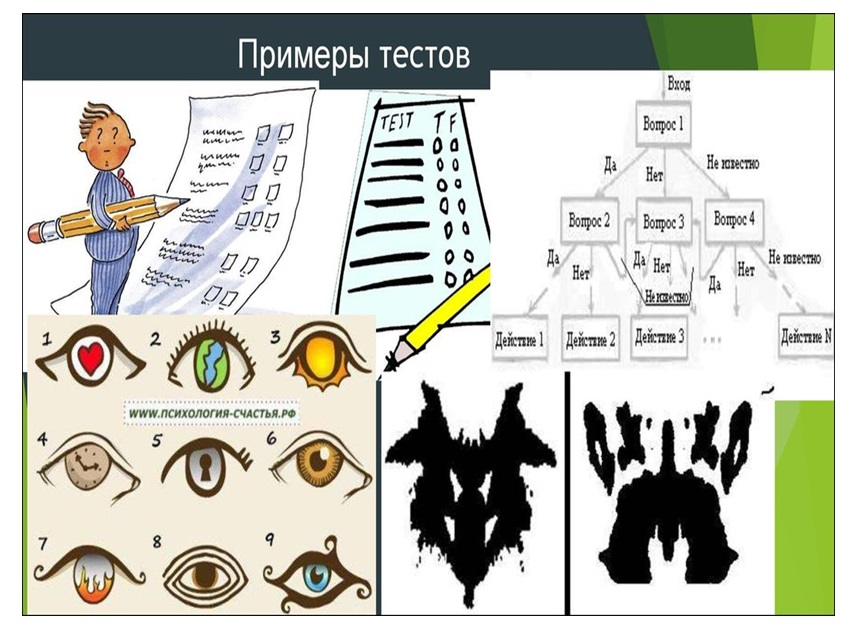 Примеры тестов
TEST T F
Вход
Вопрос 1
Да Нет Не известно
Вопрос 2 Вопрос 3 Вопрос 4
Да Нет Да Нет Не известно Да Нет Не известно
Действие 1 Действие 2 Действие 3 ... Действие N
1 2 3
WWW.ПСИХОЛОГИЯ-СЧАСТЬЯ.РФ
4 5 6
7 8 9